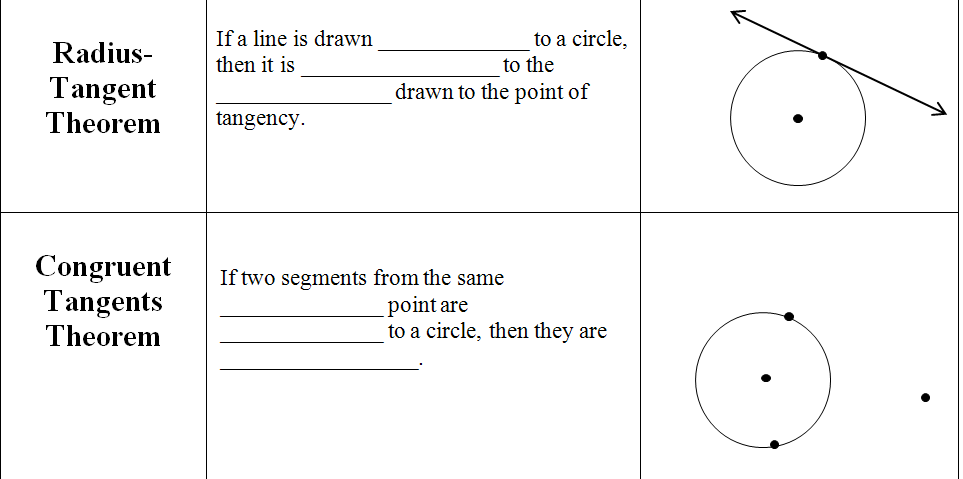 Radius-
Tangent
Theorem
If a line is drawn ______________ to a circle,
then it is __________________ to the
________________ drawn to the point of
tangency.
Congruent
Tangents
Theorem
If two segments from the same
_______________ point are
_______________ to a circle, then they are
__________________.